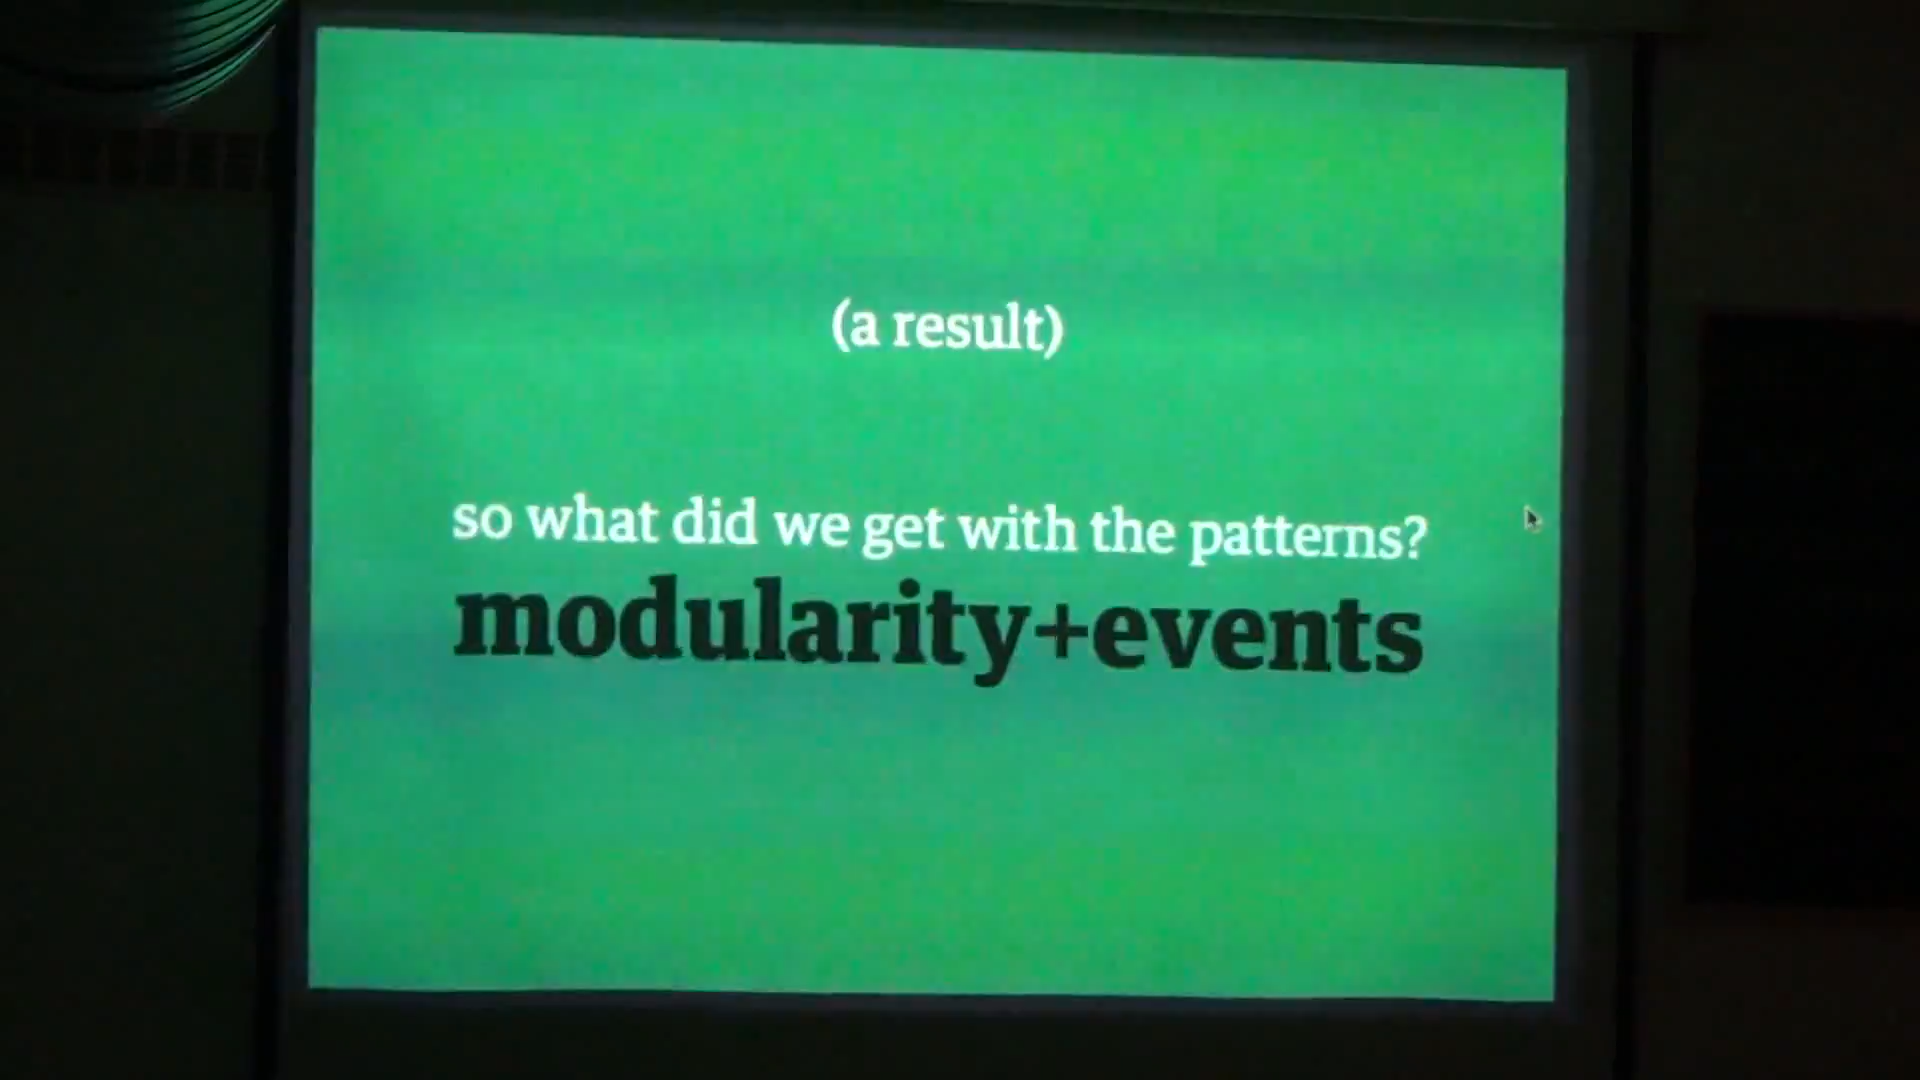 (a result)
so what did we get with the patterns?
modularity+events